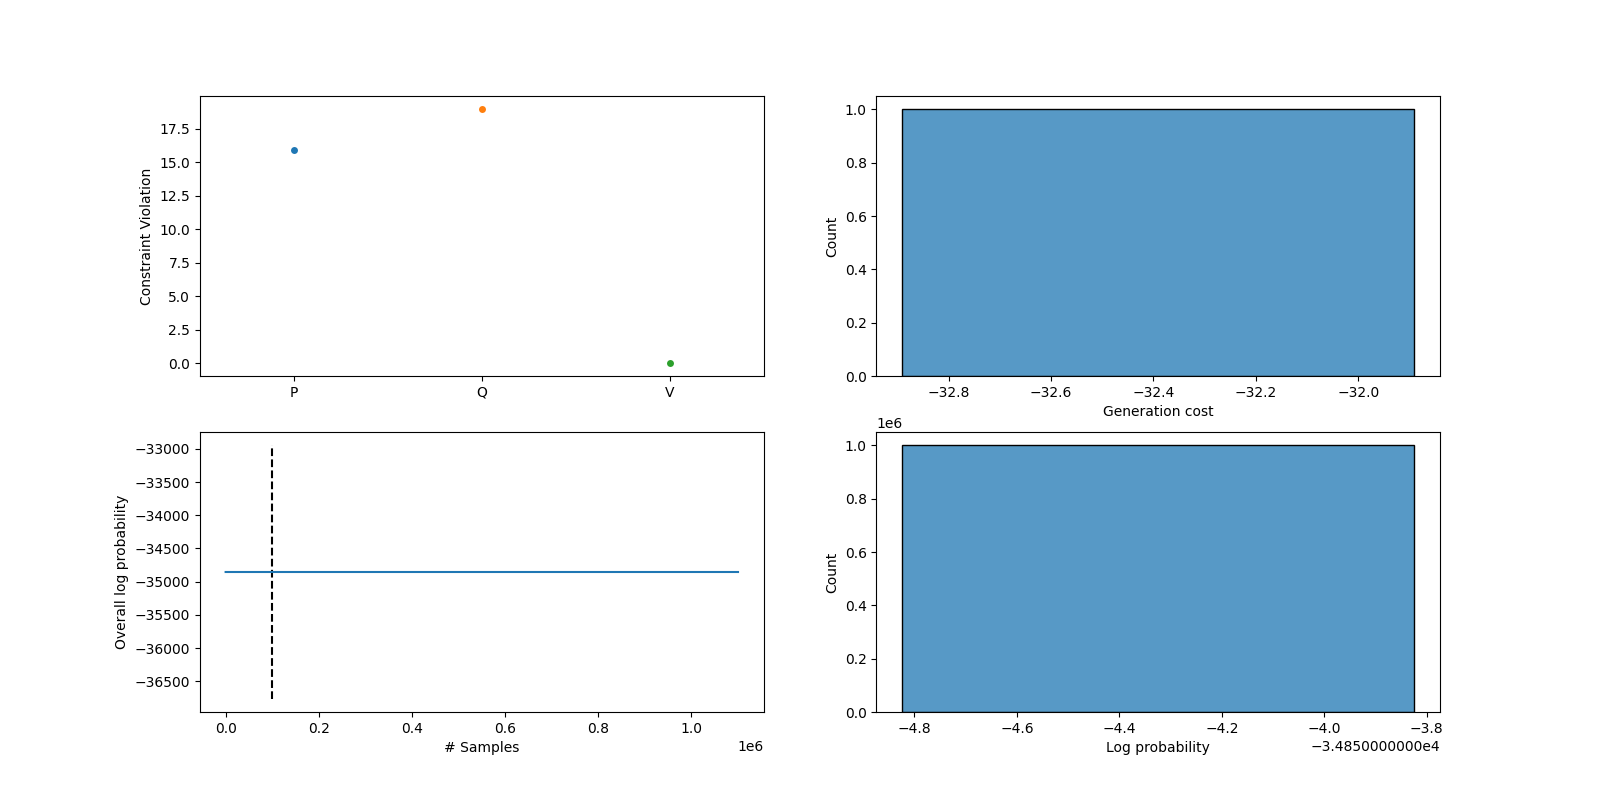 17.5
15.0
12.5
10.0
7.5
5.0
2.5
0.0
Constraint Violation
P Q V
1.0
0.8
0.6
0.4
0.2
0.0
Count
−32.8 −32.6 −32.4 −32.2 −32.0
Generation cost
−33000
−33500
−34000
−34500
−35000
−35500
−36000
−36500
Overall log probability
0.0 0.2 0.4 0.6 0.8 1.0
# Samples
1e6
1e6
1.0
0.8
0.6
0.4
0.2
0.0
Count
−4.8 −4.6 −4.4 −4.2 −4.0 −3.8
Log probability
−3.4850000000e4